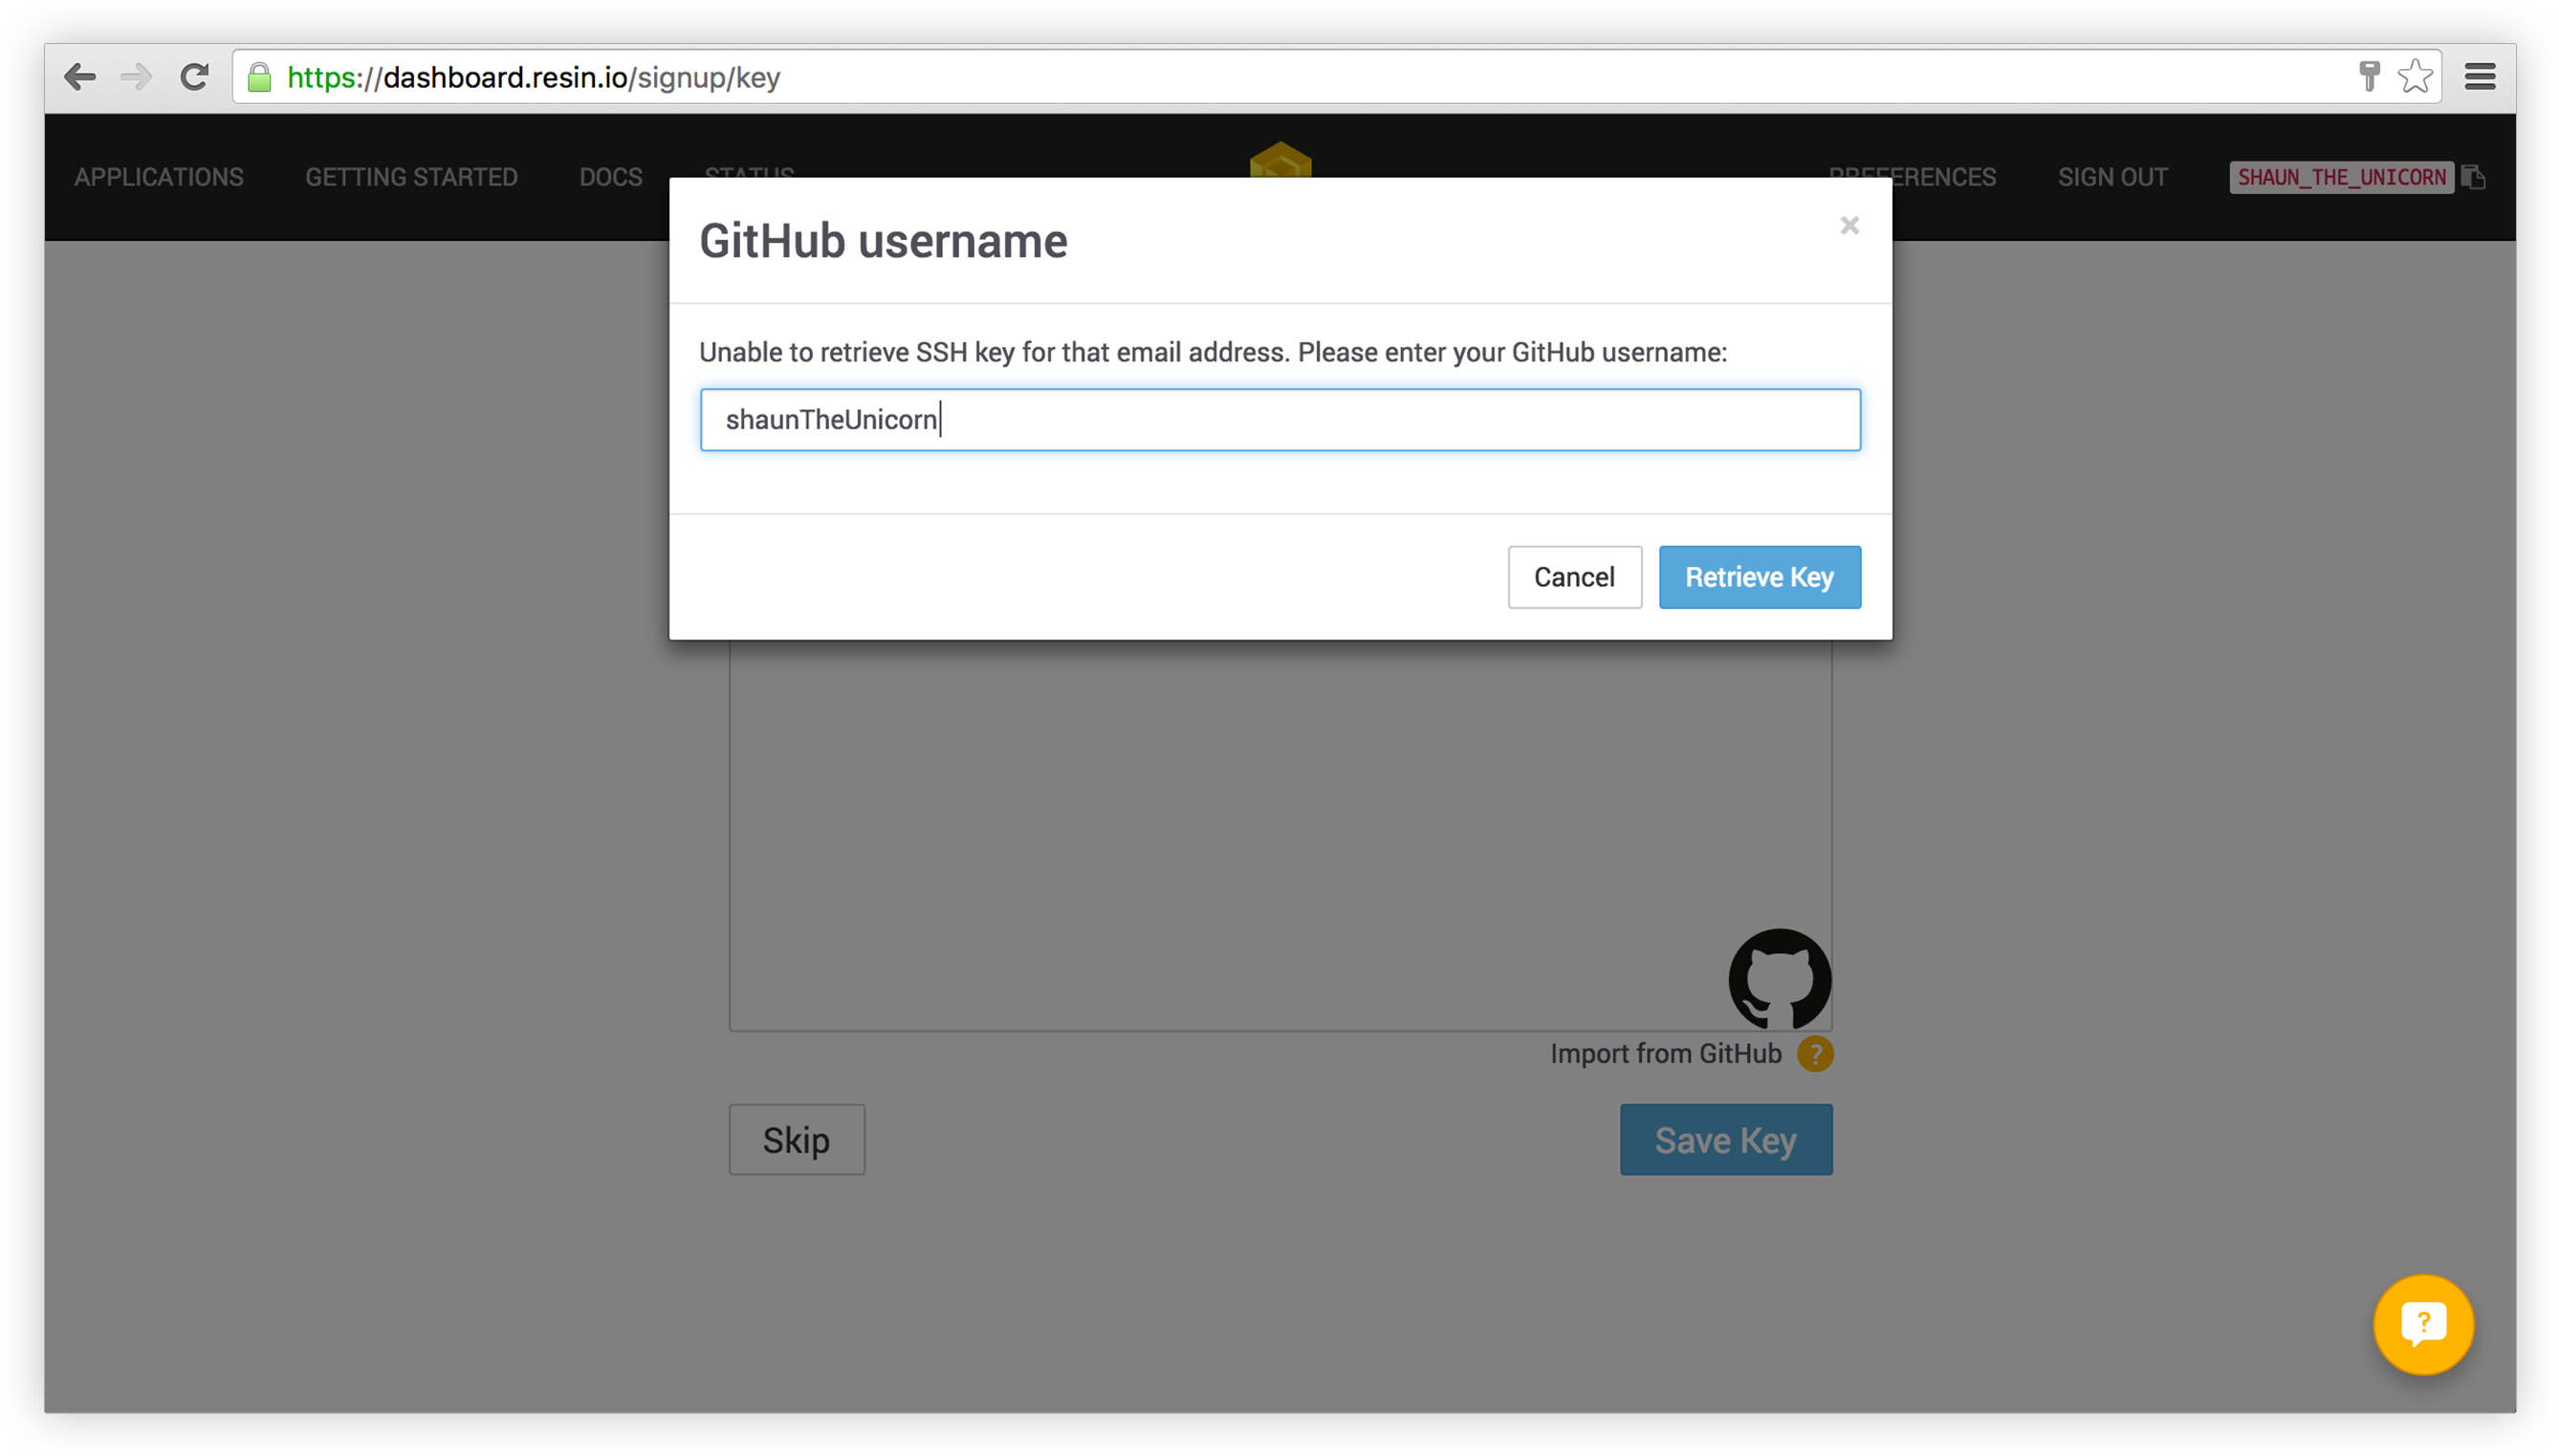 https://dashboard.resin.io/signup/key
APPLICATIONS GETTING STARTED DOCS STATUS PREFERENCES SIGN OUT SHAUN_THE_UNICORN
GitHub username ×
Unable to retrieve SSH key for that email address. Please enter your GitHub username:
shaunTheUnicorn
Cancel Retrieve Key
Import from GitHub ?
Skip Save Key
?